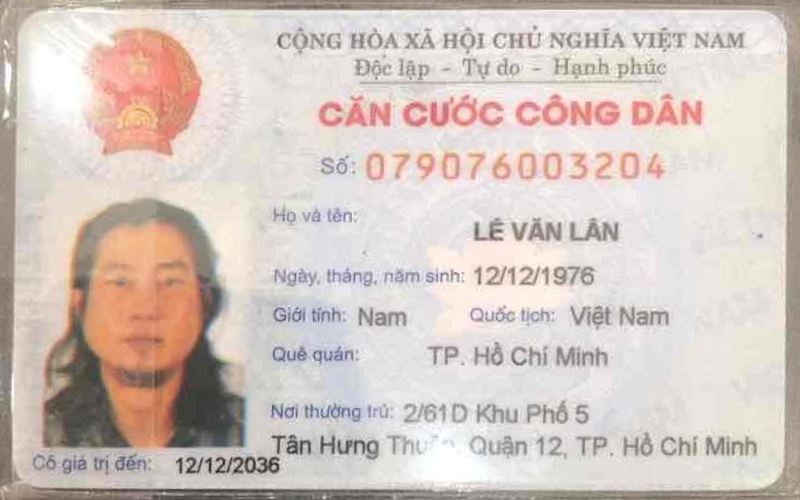 CỘNG HÒA XÃ HỘI CHỦ NGHĨA VIỆT NAM
Độc lập - Tự do - Hạnh phúc
CĂN CƯỚC CÔNG DÂN
Số: 079076003204
Họ và tên: LÊ VĂN LÂN
Ngày, tháng, năm sinh: 12/12/1976
Giới tính: Nam Quốc tịch: Việt Nam
Quê quán: TP. Hồ Chí Minh
Nơi thường trú: 2/61D Khu Phố 5
Tân Hưng Quận 12, TP. Hồ Chí Minh
Có giá trị đến: 12/12/2036